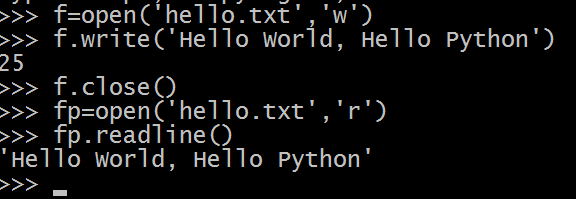 >>> f=open('hello.txt','w')
>>> f.write('Hello World, Hello Python')
25
>>> f.close()
>>> fp=open('hello.txt','r')
>>> fp.readline()
'Hello World, Hello Python'
>>> _